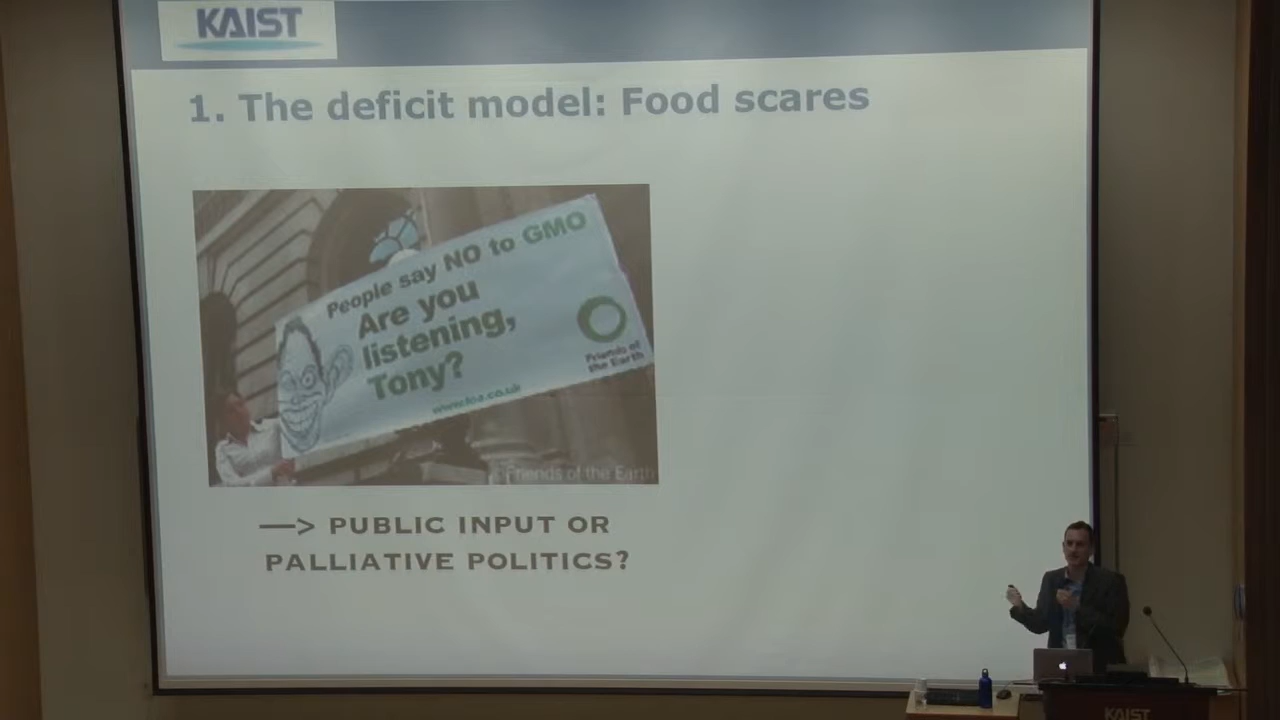 KAIST
1. The deficit model: Food scares
People say NO to GMO
Are you
listening,
Tony?
Friends of
the Earth
www.foe.co.uk
©Friends of the Earth
—> PUBLIC INPUT OR
PALLIATIVE POLITICS?
KAIST